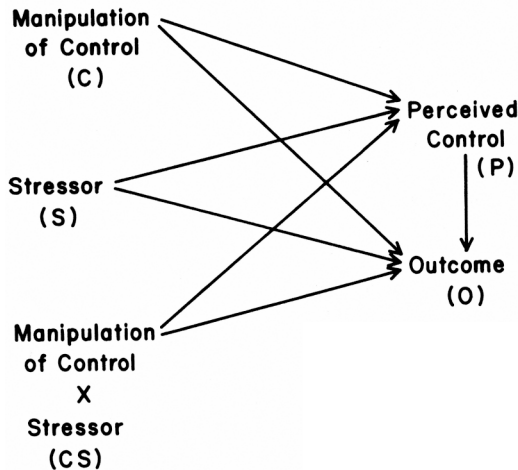 Manipulation
of Control
(C)
Perceived
Control
(P)
Stressor
(S)
Outcome
(O)
Manipulation
of Control
X
Stressor
(CS)